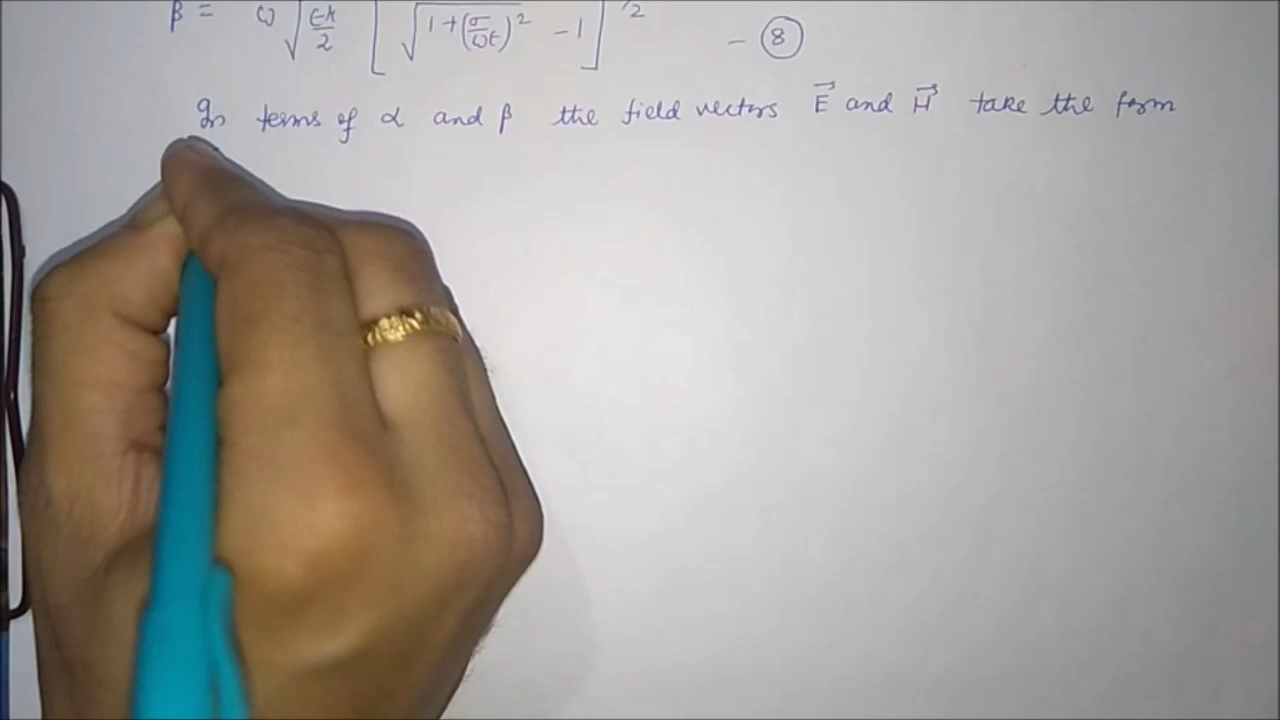 β = ω √(εμ/2) [ √(1+(σ/ωε)²) -1 ]^1/2 - ⑧
In terms of α and β the field vectors E⃗ and H⃗ take the form